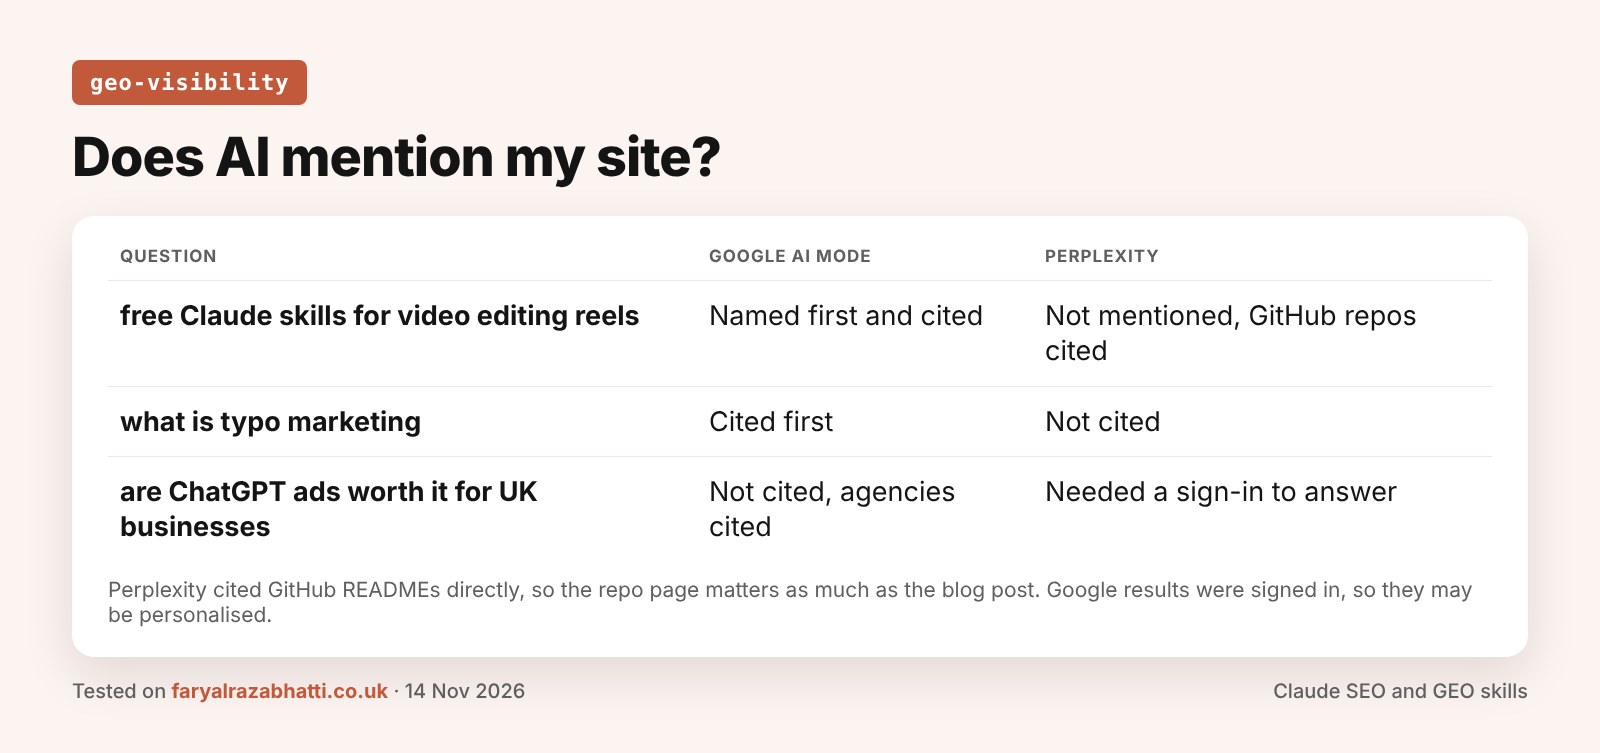 geo-visibility
Does AI mention my site?
QUESTION GOOGLE AI MODE PERPLEXITY
free Claude skills for video editing reels Named first and cited Not mentioned, GitHub repos
cited
what is typo marketing Cited first Not cited
are ChatGPT ads worth it for UK Not cited, agencies Needed a sign-in to answer
businesses cited
Perplexity cited GitHub READMEs directly, so the repo page matters as much as the blog post. Google results were signed in, so they may
be personalised.
Tested on faryalrazabhatti.co.uk · 14 Nov 2026 Claude SEO and GEO skills